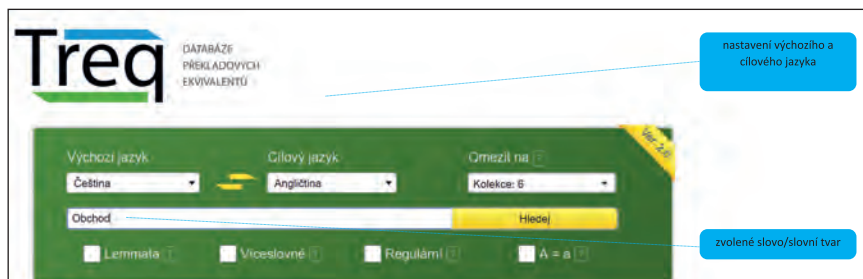 Treq
DATABÁZE
PŘEKLADOVÝCH
EKVIVALENTŮ
nastavení výchozího a
cílového jazyka
Ver. 2.0
Výchozí jazyk
Cílový jazyk
Omezit na ?
Čeština
Angličtina
Kolekce: 6
Obchod
Hledej
zvolené slovo/slovní tvar
Lemmata ?
Víceslovné ?
Regulární ?
A = a ?